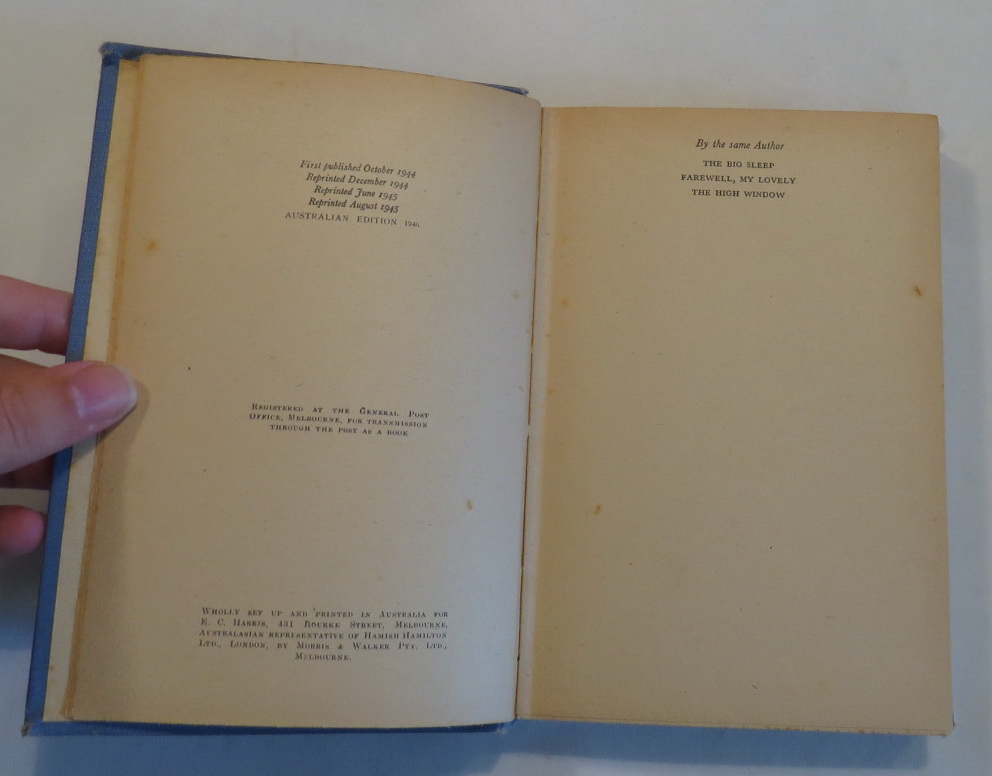 First published October 1944
Reprinted December 1944
Reprinted June 1945
Reprinted August 1945
AUSTRALIAN EDITION 1946
REGISTERED AT THE GENERAL POST
OFFICE, MELBOURNE, FOR TRANSMISSION
THROUGH THE POST AS A BOOK
WHOLLY SET UP AND PRINTED IN AUSTRALIA FOR
E. C. HARRIS, 431 BOURKE STREET, MELBOURNE,
AUSTRALASIAN REPRESENTATIVE OF HAMISH HAMILTON
LTD., LONDON, BY MORRIS & WALKER PTY. LTD.,
MELBOURNE.
By the same Author
THE BIG SLEEP
FAREWELL, MY LOVELY
THE HIGH WINDOW